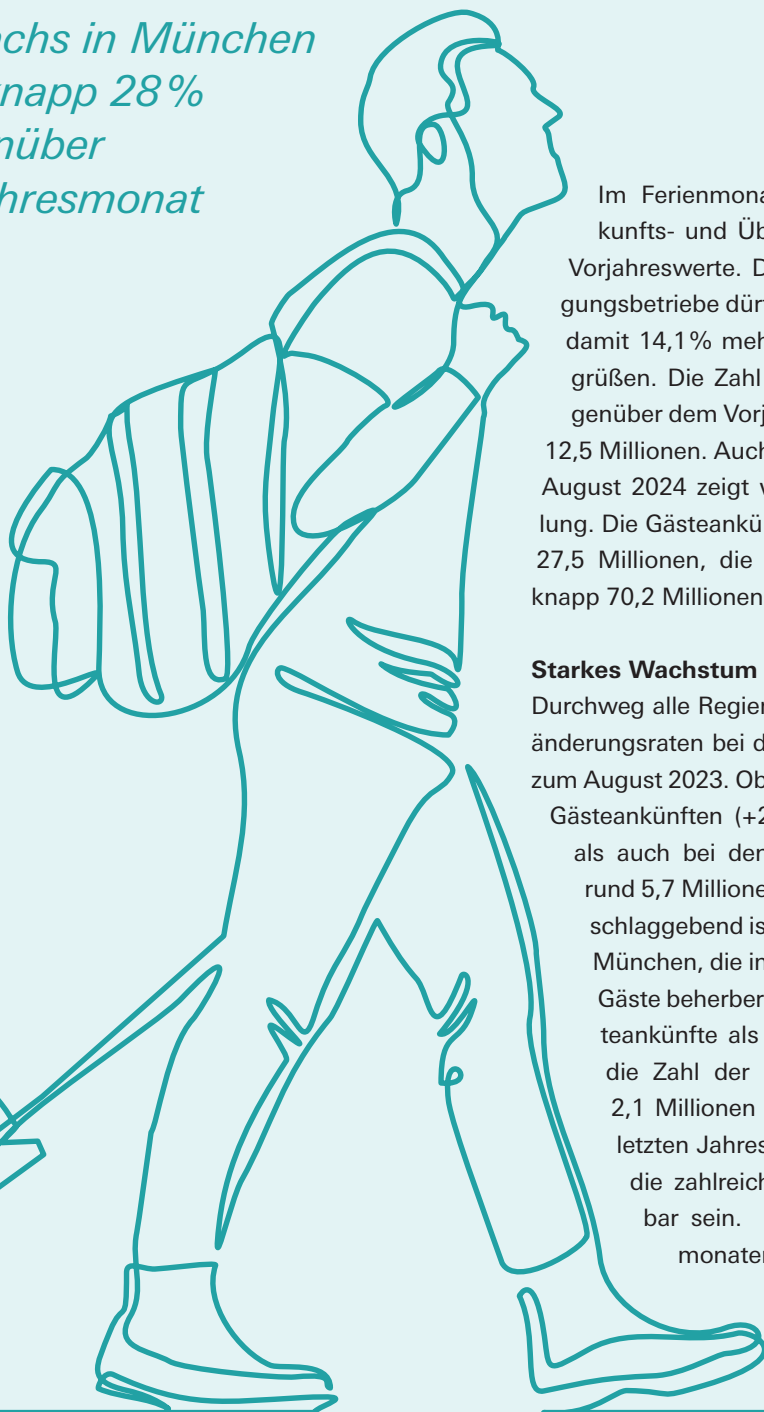 achs in München
knapp 28 %
nüber
hresmonat
Im Ferienmona
kunfts- und Üb
Vorjahreswerte. D
gungsbetriebe dürf
damit 14,1 % meh
grüßen. Die Zahl
genüber dem Vorj
12,5 Millionen. Auch
August 2024 zeigt v
lung. Die Gästeankü
27,5 Millionen, die
knapp 70,2 Millionen
Starkes Wachstum
Durchweg alle Regier
änderungsraten bei d
zum August 2023. Ob
Gästeankünften (+2
als auch bei den
rund 5,7 Millione
schlaggebend is
München, die in
Gäste beherber
teankünfte als
die Zahl der
2,1 Millionen
letzten Jahres
die zahlreich
bar sein.
monaten